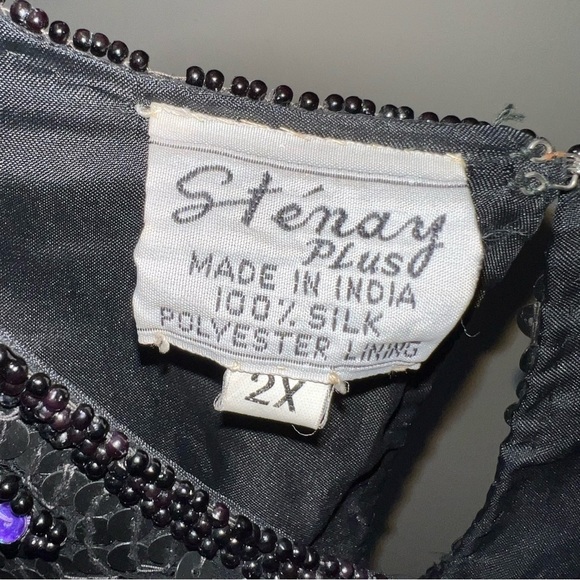 Sténay
PLUS
MADE IN INDIA
100% SILK
POLYESTER LINING
2X